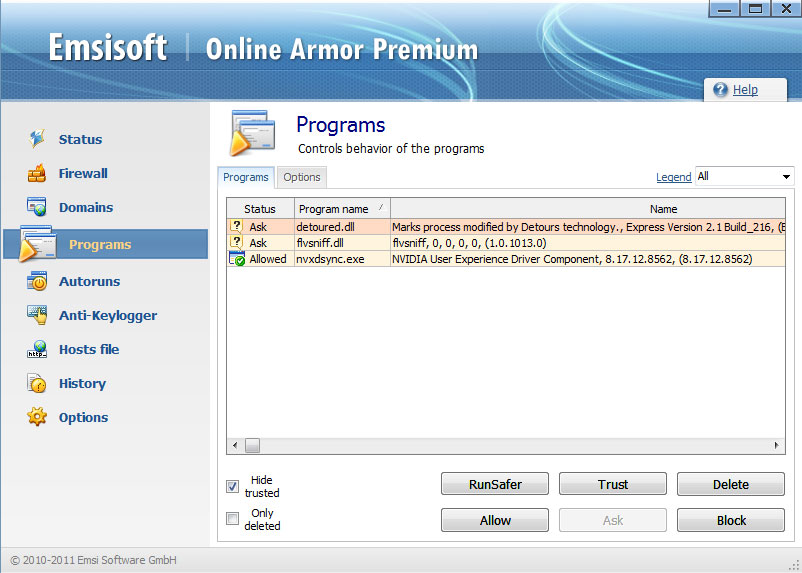 Emsisoft | Online Armor Premium
Help
Status
Firewall
Domains
Programs
Autoruns
Anti-Keylogger
Hosts file
History
Options
Programs
Controls behavior of the programs
Programs Options Legend All
Status Program name Name
? Ask detoured.dll Marks process modified by Detours technology., Express Version 2.1 Build_216, (E
? Ask flvsniff.dll flvsniff, 0, 0, 0, 0, (1.0.1013.0)
Allowed nvxdsync.exe NVIDIA User Experience Driver Component, 8.17.12.8562, (8.17.12.8562)
Hide
trusted
Only
deleted
RunSafer Trust Delete
Allow Ask Block
© 2010-2011 Emsi Software GmbH
http..